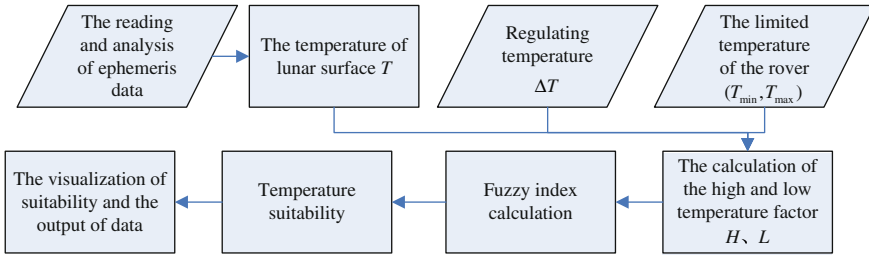 The reading
and analysis
of ephemeris
data
The temperature of
lunar surface T
Regulating
temperature
ΔT
The limited
temperature
of the rover
(Tmin,Tmax)
The visualization of
suitability and the
output of data
Temperature
suitability
Fuzzy index
calculation
The calculation of
the high and low
temperature factor
H、L